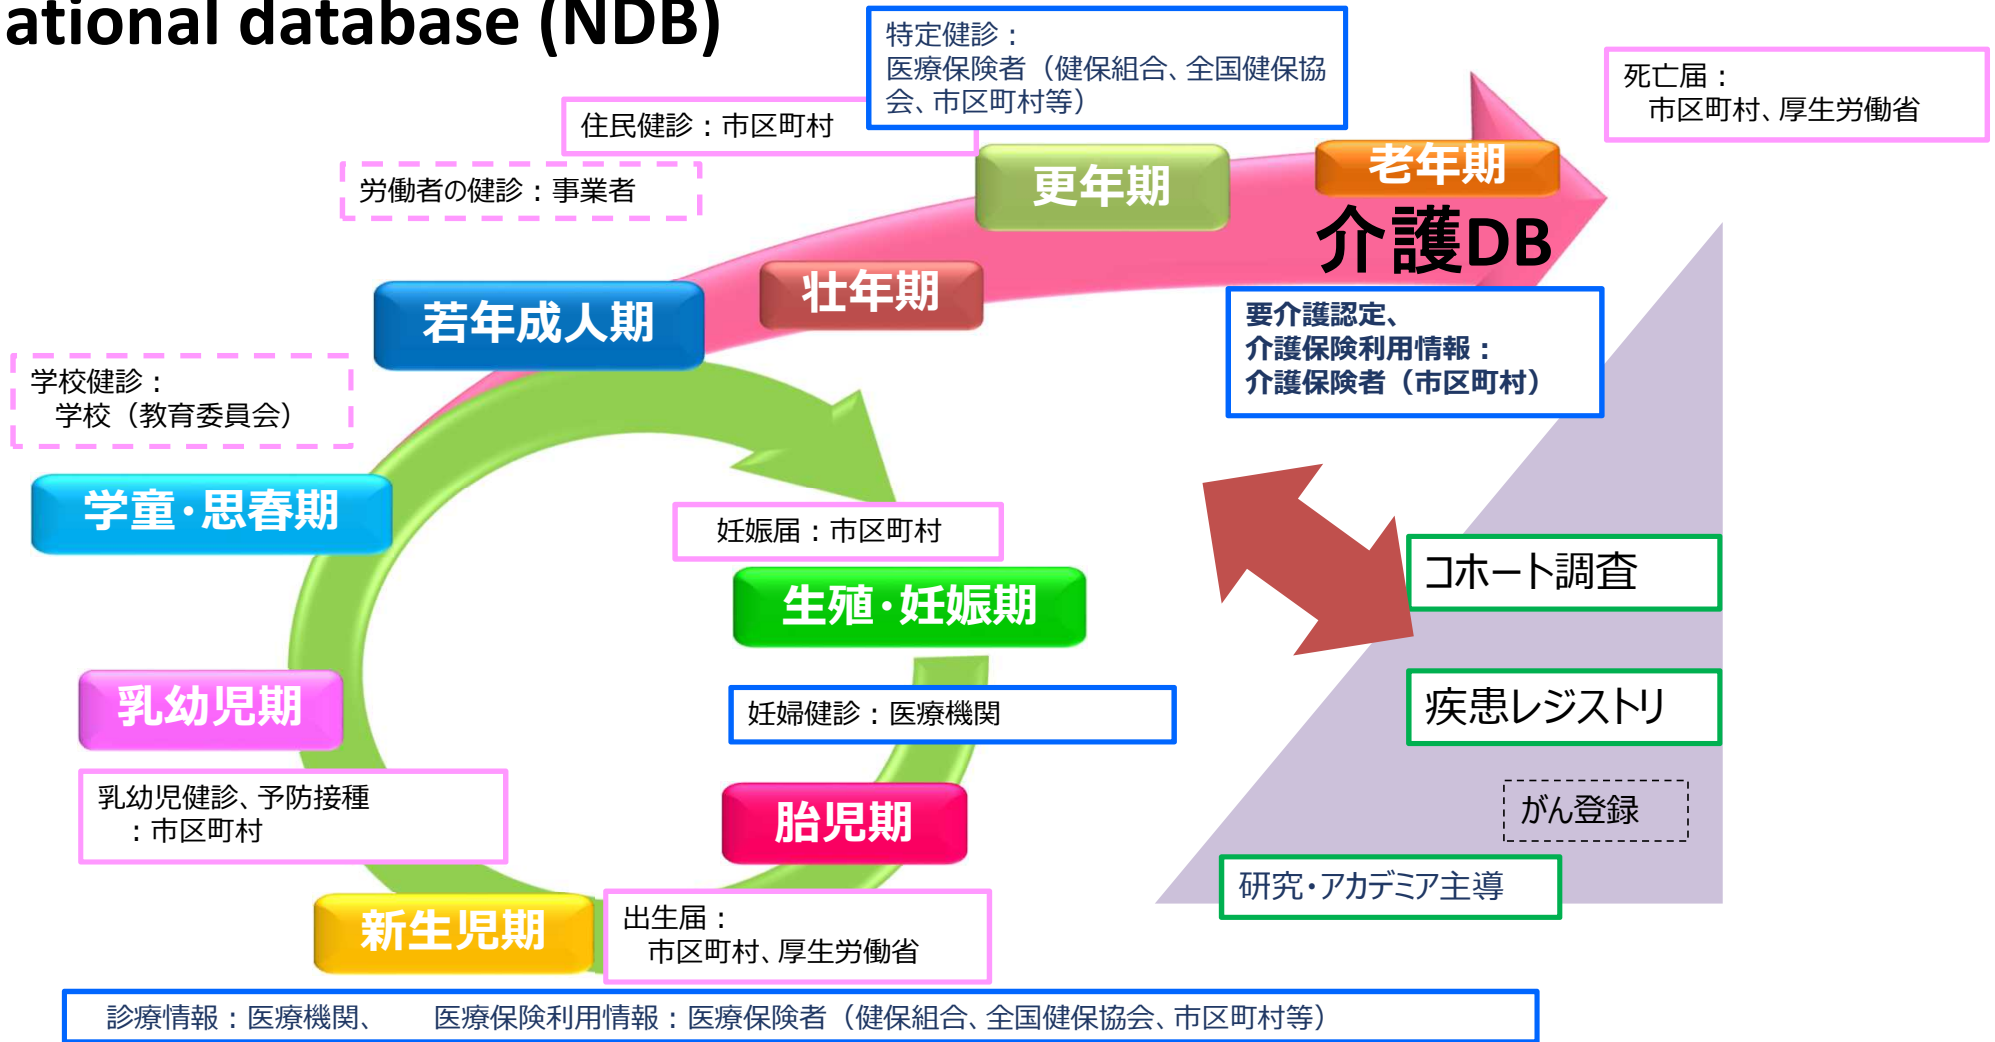 ational database (NDB)
特定健診：
医療保険者（健保組合、全国健保協
会、市区町村等）
死亡届：
市区町村、厚生労働省
住民健診：市区町村
労働者の健診：事業者
更年期
老年期
介護DB
壮年期
若年成人期
要介護認定、
介護保険利用情報：
介護保険者（市区町村）
学校健診：
学校（教育委員会）
学童・思春期
妊娠届：市区町村
生殖・妊娠期
コホート調査
乳幼児期
妊婦健診：医療機関
疾患レジストリ
乳幼児健診、予防接種
：市区町村
胎児期
がん登録
研究・アカデミア主導
新生児期
出生届：
市区町村、厚生労働省
診療情報：医療機関、 医療保険利用情報：医療保険者（健保組合、全国健保協会、市区町村等）